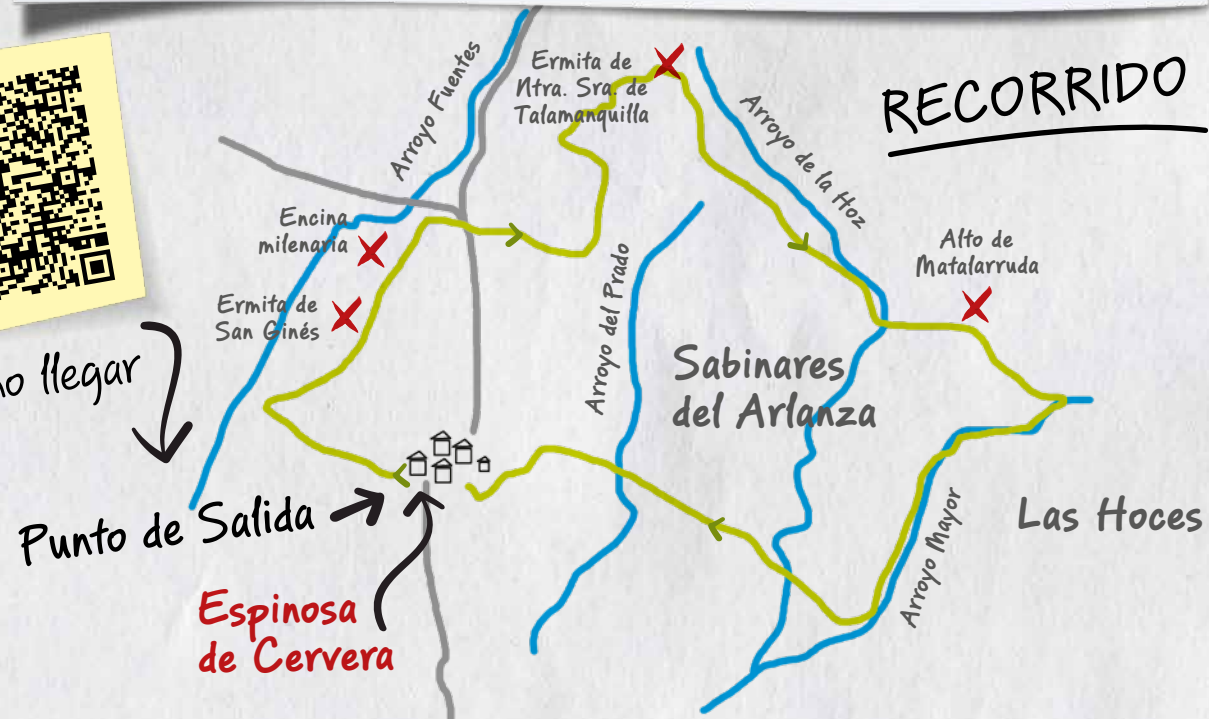 RECORRIDO
Ermita de
Ntra. Sra. de
Talamanquilla
Arroyo Fuentes
Arroyo de la Hoz
Encina
milenaria
Alto de
Matalarruda
Ermita de
San Ginés
Arroyo del Prado
llegar
Sabinares
del Arlanza
Punto de Salida
Arroyo Mayor
Las Hoces
Espinosa
de Cervera